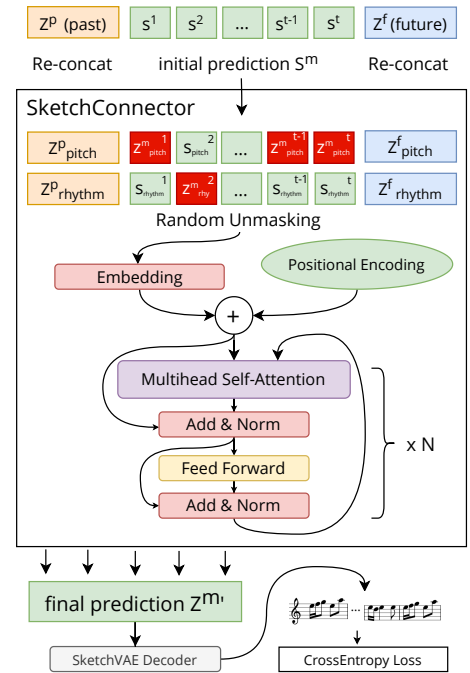 Z^p (past) s^1 s^2 ... s^t-1 s^t Z^f (future)
Re-concat initial prediction S^m Re-concat
SketchConnector
Z^p_pitch z^m_pitch^1 s_pitch^2 ... z^m_pitch^t-1 z^m_pitch^t Z^f_pitch
Z^p_rhythm s_rhythm^1 z^m_rhy^2 ... s_rhythm^t-1 s_rhythm^t Z^f_rhythm
Random Unmasking
Embedding
Positional Encoding
+
Multihead Self-Attention
Add & Norm
x N
Feed Forward
Add & Norm
final prediction Z^m'
...
SketchVAE Decoder
CrossEntropy Loss